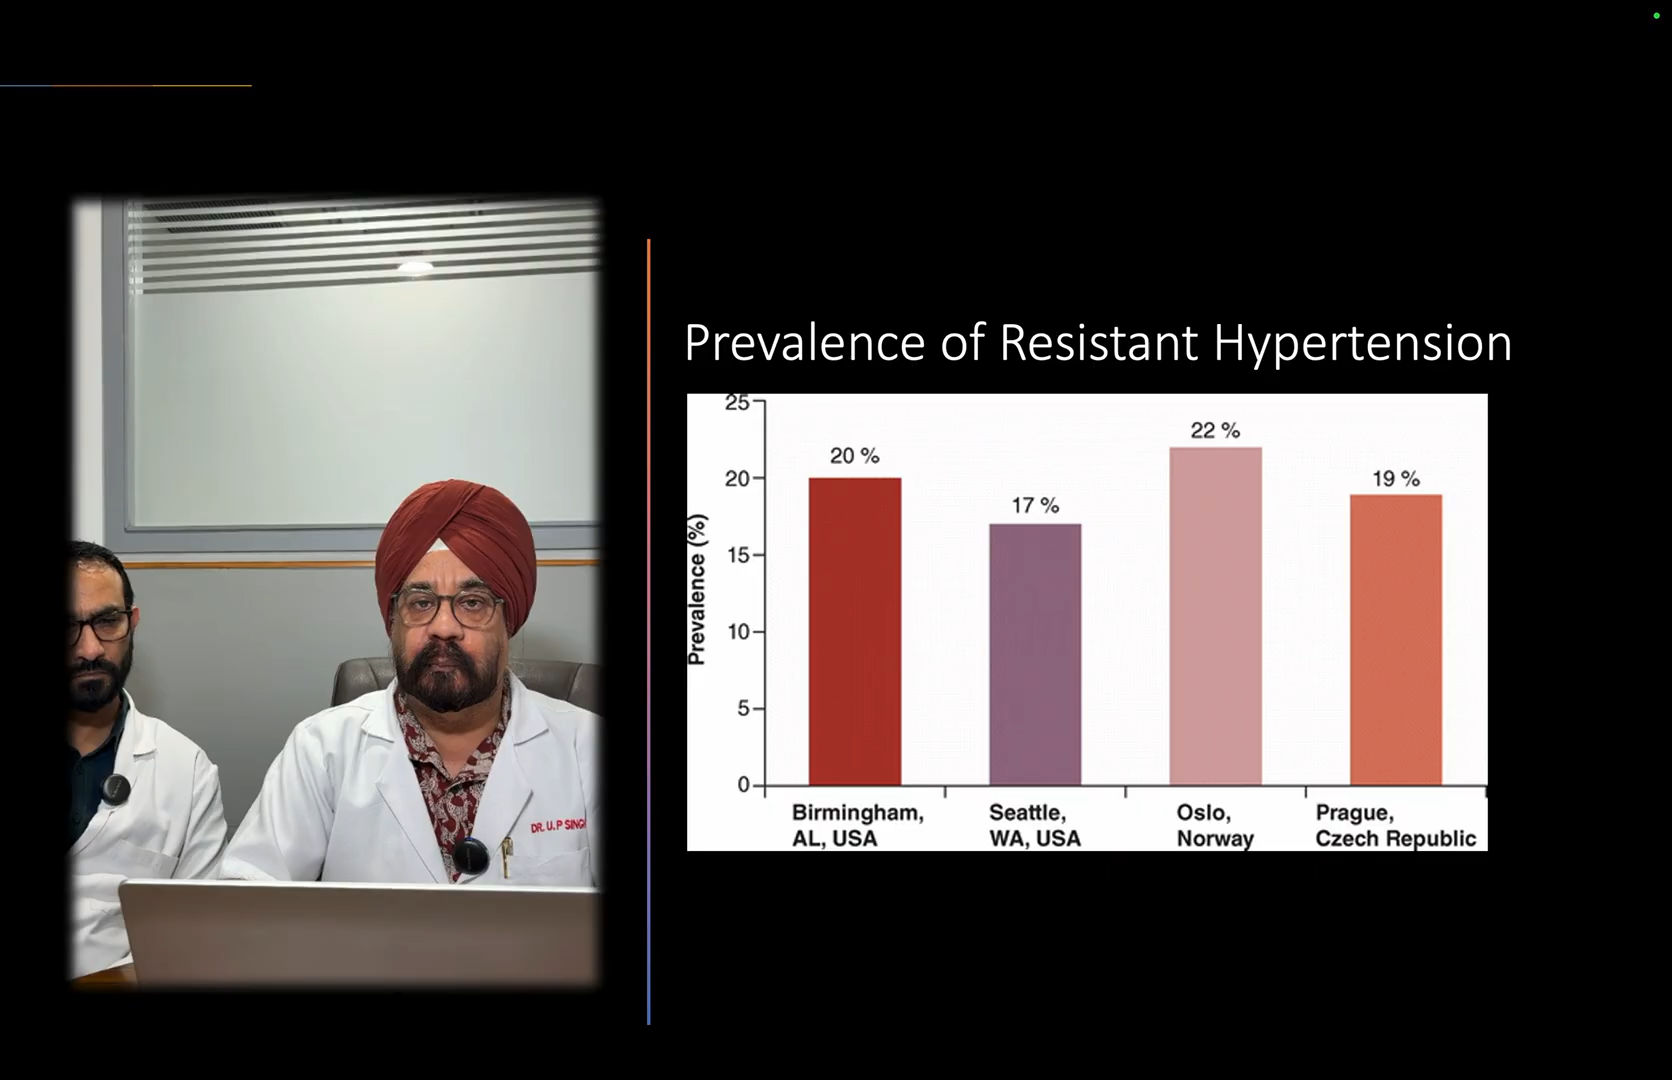 DR. U.P SINGH
Prevalence of Resistant Hypertension
Prevalence (%)
25
20
15
10
5
0
20 %
17 %
22 %
19 %
Birmingham,
AL, USA
Seattle,
WA, USA
Oslo,
Norway
Prague,
Czech Republic